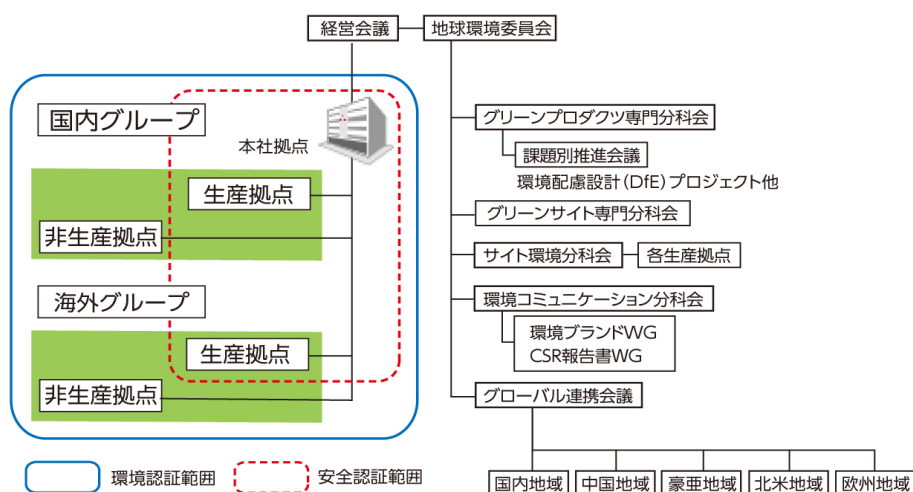 経営会議
地球環境委員会
国内グループ
本社拠点
生産拠点
非生産拠点
海外グループ
生産拠点
非生産拠点
環境認証範囲
安全認証範囲
グリーンプロダクツ専門分科会
課題別推進会議
環境配慮設計(DfE)プロジェクト他
グリーンサイト専門分科会
サイト環境分科会
各生産拠点
環境コミュニケーション分科会
環境ブランドWG
CSR報告書WG
グローバル連携会議
国内地域
中国地域
豪亜地域
北米地域
欧州地域